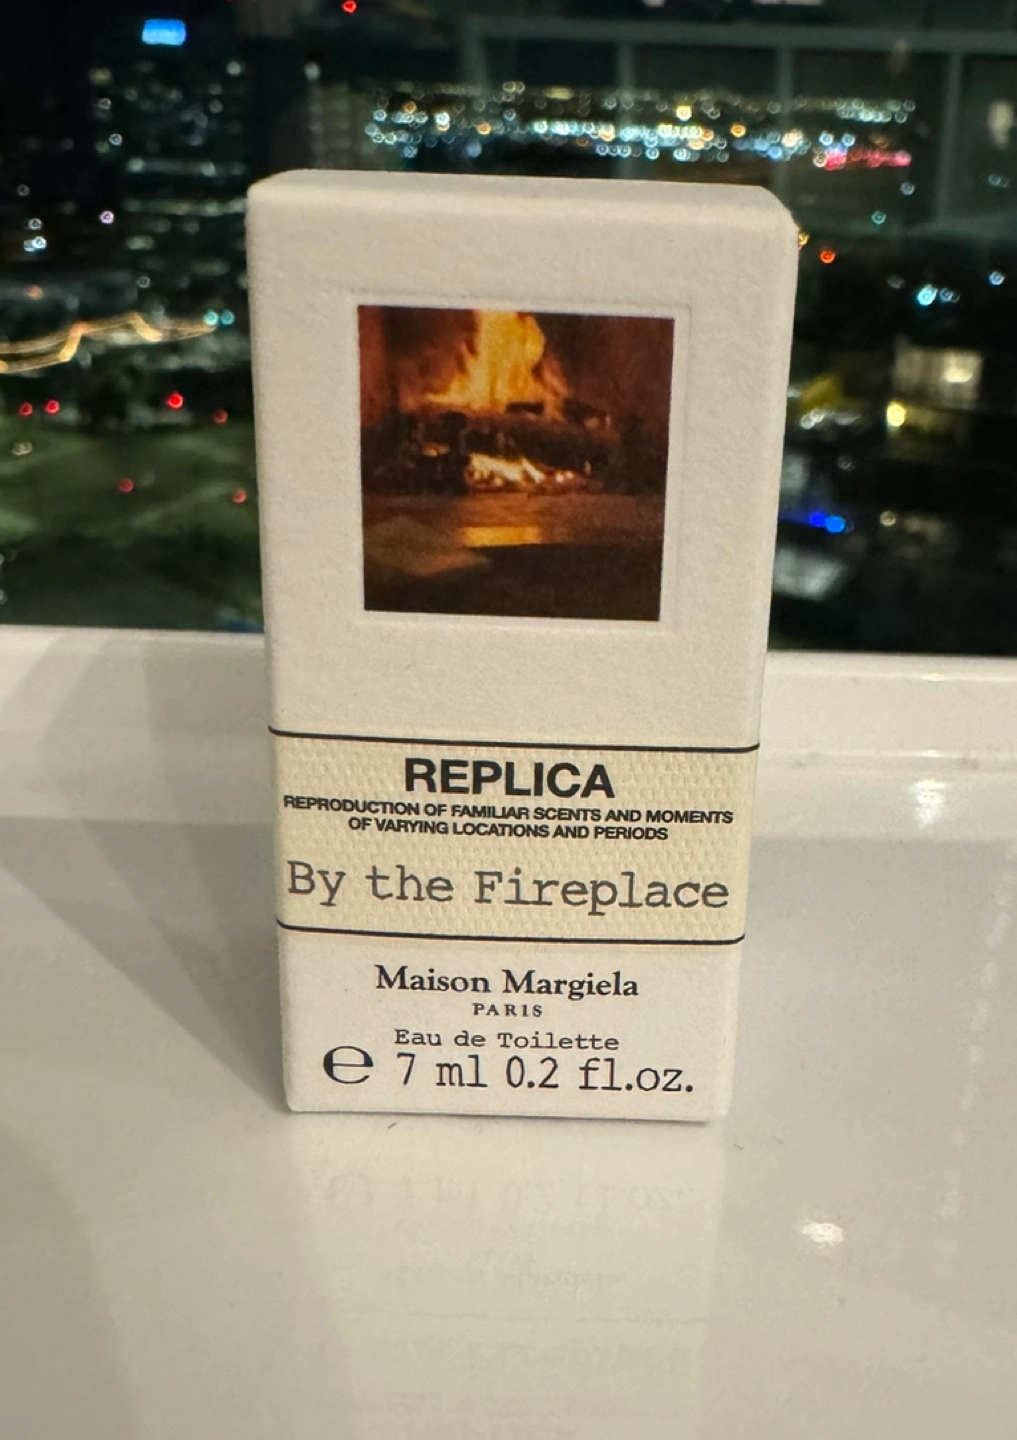 REPLICA
REPRODUCTION OF FAMILIAR SCENTS AND MOMENTS
OF VARYING LOCATIONS AND PERIODS
By the Fireplace
Maison Margiela
PARIS
Eau de Toilette
℮ 7 ml 0.2 fl.oz.